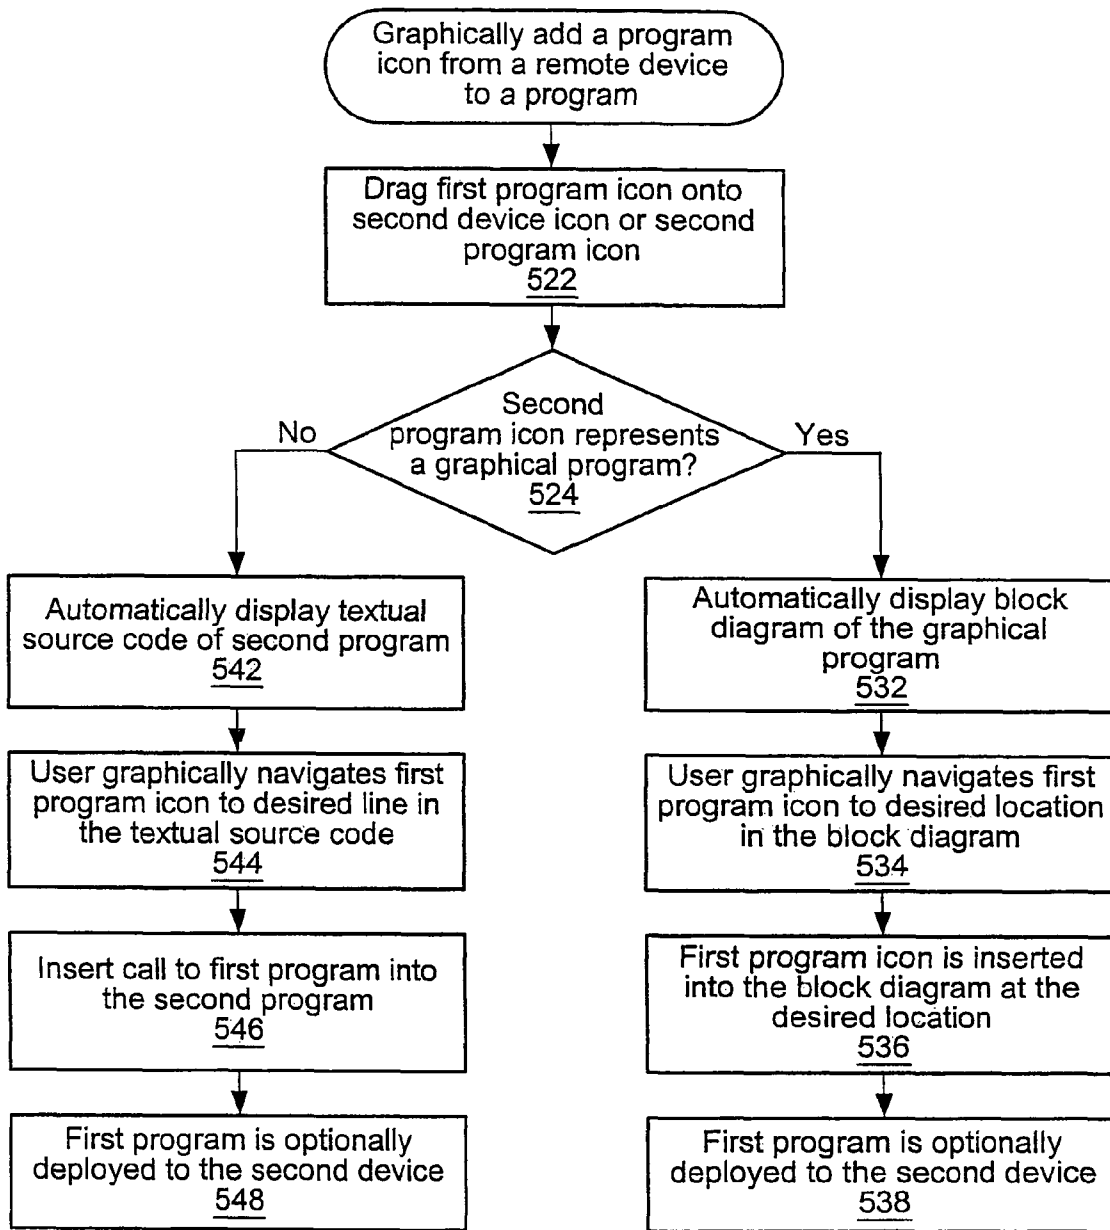 Graphically add a program
icon from a remote device
to a program
Drag first program icon onto
second device icon or second
program icon
522
Second
program icon represents
a graphical program?
524
No
Yes
Automatically display textual
source code of second program
542
User graphically navigates first
program icon to desired line in
the textual source code
544
Insert call to first program into
the second program
546
First program is optionally
deployed to the second device
548
Automatically display block
diagram of the graphical
program
532
User graphically navigates first
program icon to desired location
in the block diagram
534
First program icon is inserted
into the block diagram at the
desired location
536
First program is optionally
deployed to the second device
538